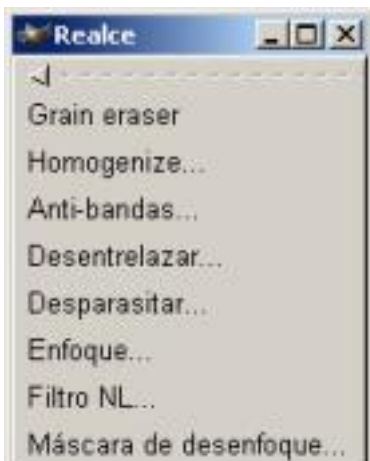 Realce
Grain eraser
Homogenize...
Anti-bandas...
Desentrelazar...
Desparasitar...
Enfoque...
Filtro NL...
Máscara de desenfoque...